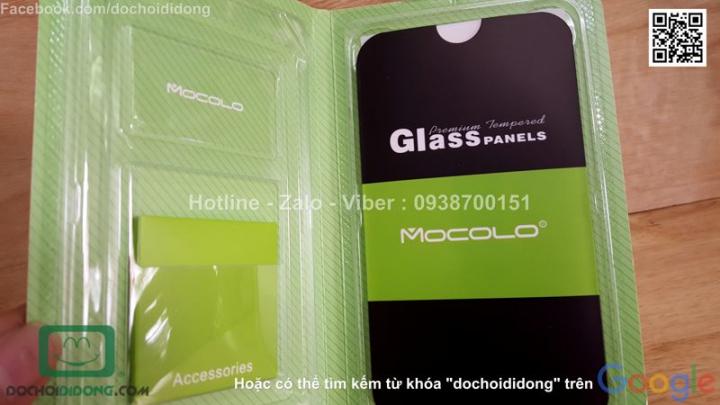 Facebook.com/dochoididong
MOCOLO
Premium Tempered
Glass PANELS
Hotline - Zalo - Viber : 0938700151
MOCOLO®
Accessories
Hoặc có thể tìm kếm từ khóa "dochoididong" trên Google
DOCHOIDIDONG.com